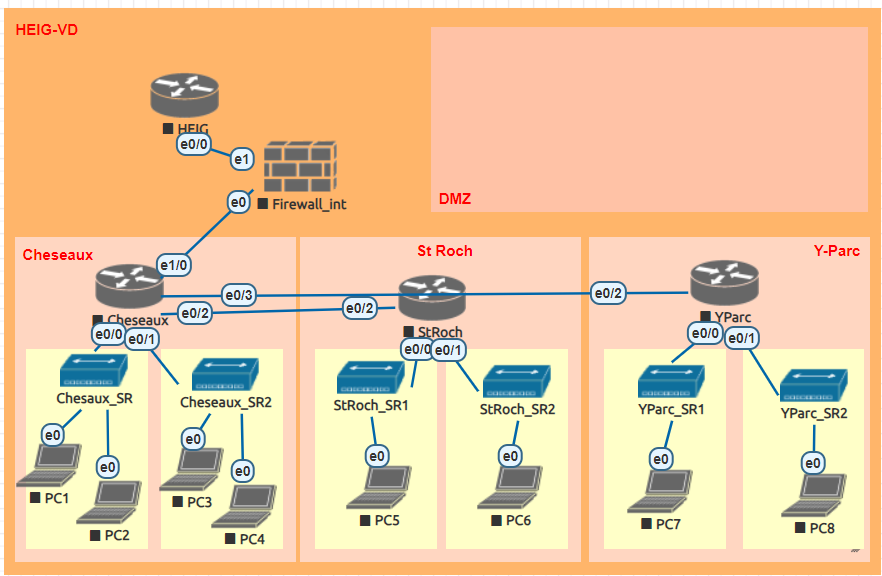 HEIG-VD
HEIG
e0/0
e1
e0
Firewall_int
DMZ
Cheseaux
St Roch
Y-Parc
e1/0
e0/3
e0/2
e0/2
e0/2
Cheseaux
StRoch
YParc
e0/0
e0/1
e0/0
e0/1
e0/0
e0/1
Chesaux_SR
Cheseaux_SR2
StRoch_SR1
StRoch_SR2
YParc_SR1
YParc_SR2
e0
e0
e0
e0
e0
e0
e0
e0
PC1
PC2
PC3
PC4
PC5
PC6
PC7
PC8